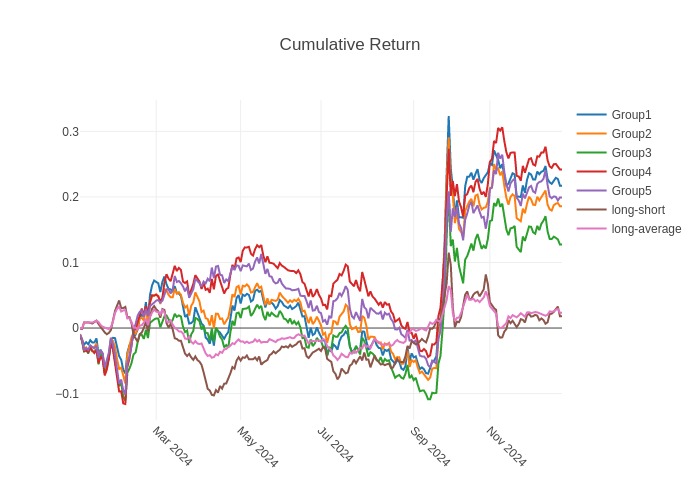 Cumulative Return
0.3
0.2
0.1
0
−0.1
Mar 2024
May 2024
Jul 2024
Sep 2024
Nov 2024
Group1
Group2
Group3
Group4
Group5
long-short
long-average